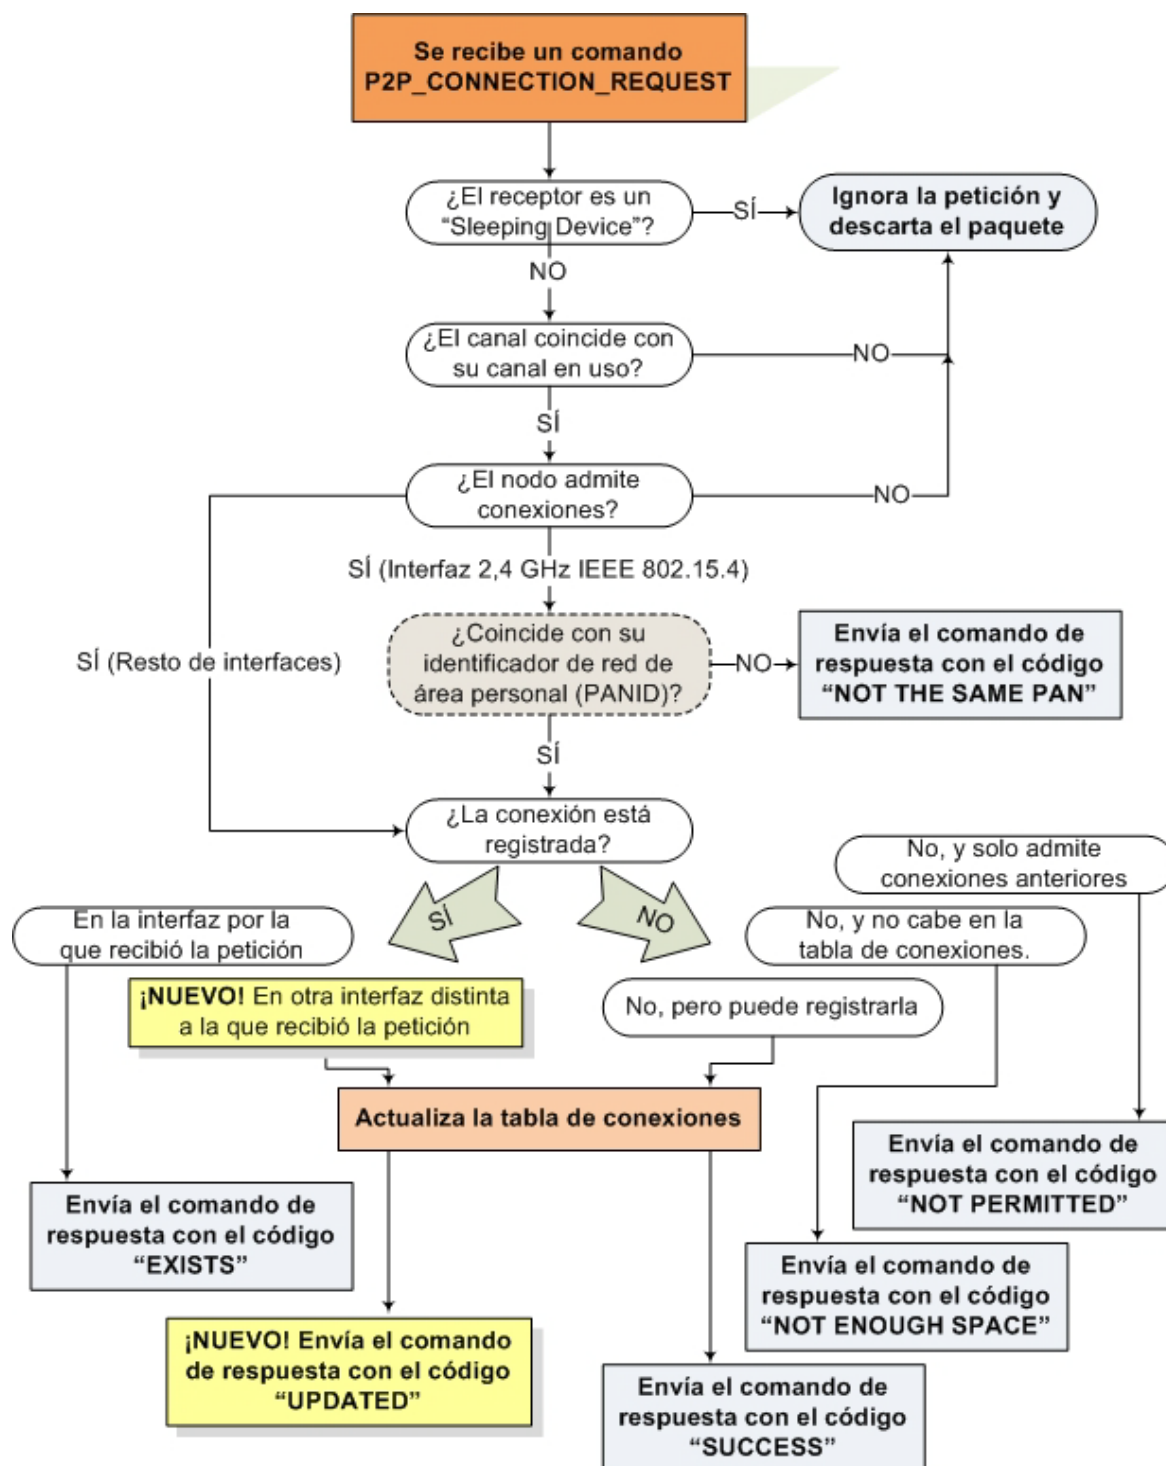 Se recibe un comando
P2P_CONNECTION_REQUEST
¿El receptor es un
“Sleeping Device”?
SÍ
Ignora la petición y
descarta el paquete
NO
¿El canal coincide con
su canal en uso?
NO
SÍ
¿El nodo admite
conexiones?
NO
SÍ (Interfaz 2,4 GHz IEEE 802.15.4)
SÍ (Resto de interfaces)
¿Coincide con su
identificador de red de
área personal (PANID)?
NO
Envía el comando de
respuesta con el código
“NOT THE SAME PAN”
SÍ
¿La conexión está
registrada?
SÍ
NO
No, y solo admite
conexiones anteriores
En la interfaz por la
que recibió la petición
No, y no cabe en la
tabla de conexiones.
¡NUEVO! En otra interfaz distinta
a la que recibió la petición
No, pero puede registrarla
Actualiza la tabla de conexiones
Envía el comando de
respuesta con el código
“NOT PERMITTED”
Envía el comando de
respuesta con el código
“EXISTS”
Envía el comando de
respuesta con el código
“NOT ENOUGH SPACE”
¡NUEVO! Envía el comando
de respuesta con el código
“UPDATED”
Envía el comando de
respuesta con el código
“SUCCESS”